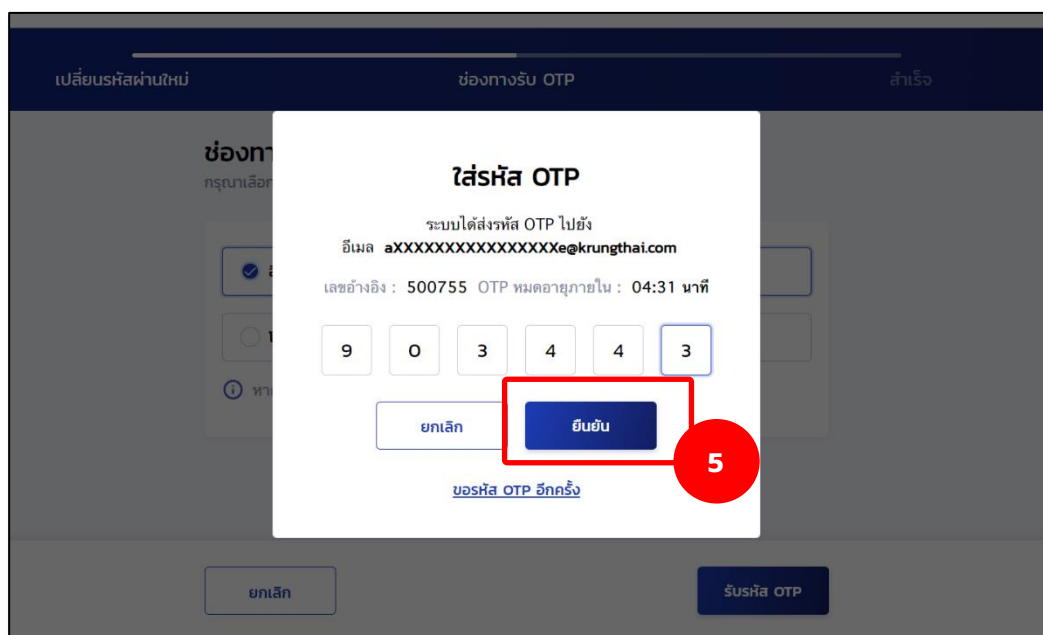 เปลี่ยนรหัสผ่านใหม่ ช่องทางรับ OTP สำเร็จ
ช่องทา
กรุณาเลือก
ใส่รหัส OTP
ระบบได้ส่งรหัส OTP ไปยัง
อีเมล aXXXXXXXXXXXXXXXXe@krungthai.com
เลขอ้างอิง : 500755 OTP หมดอายุภายใน : 04:31 นาที
9 0 3 4 4 3
ยกเลิก ยืนยัน
5
ขอรหัส OTP อีกครั้ง
ยกเลิก รับรหัส OTP